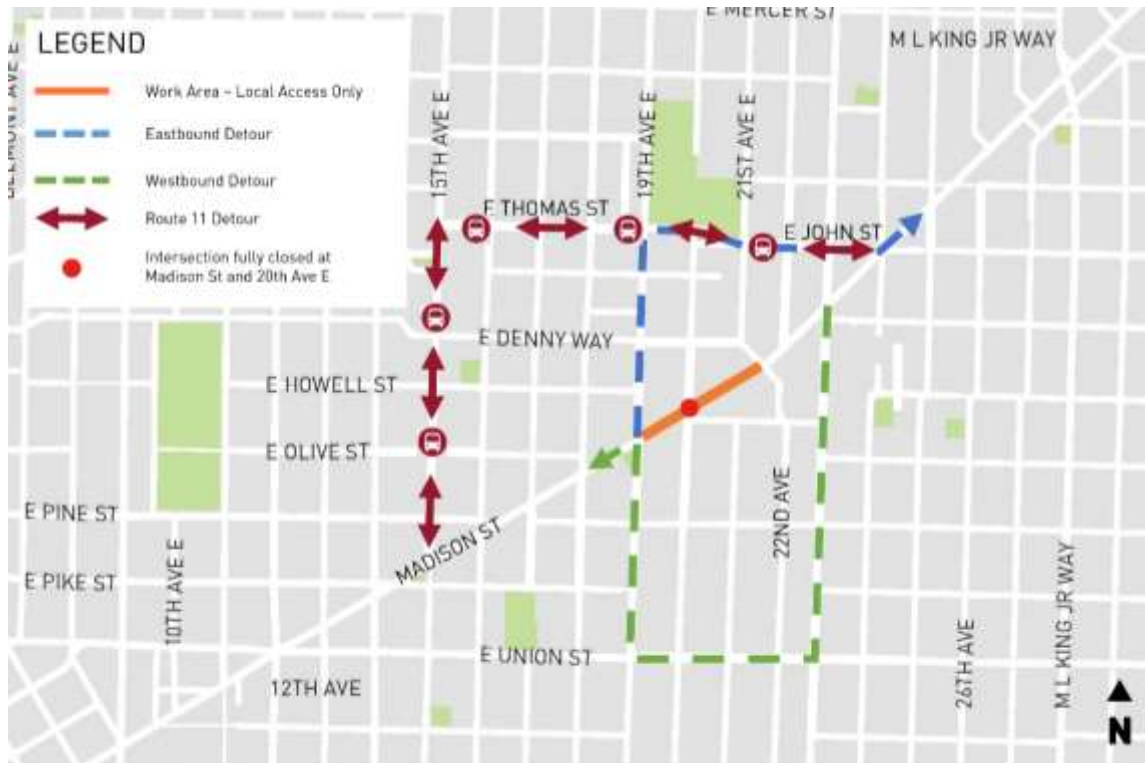 E MERCER ST
LEGEND
M L KING JR WAY
Work Area – Local Access Only
Eastbound Detour
Westbound Detour
Route 11 Detour
Intersection fully closed at
Madison St and 20th Ave E
15TH AVE E
19TH AVE E
21ST AVE E
E THOMAS ST
E JOHN ST
E DENNY WAY
E HOWELL ST
E OLIVE ST
E PINE ST
MADISON ST
22ND AVE
E PIKE ST
10TH AVE E
E UNION ST
12TH AVE
26TH AVE
M L KING JR WAY
N